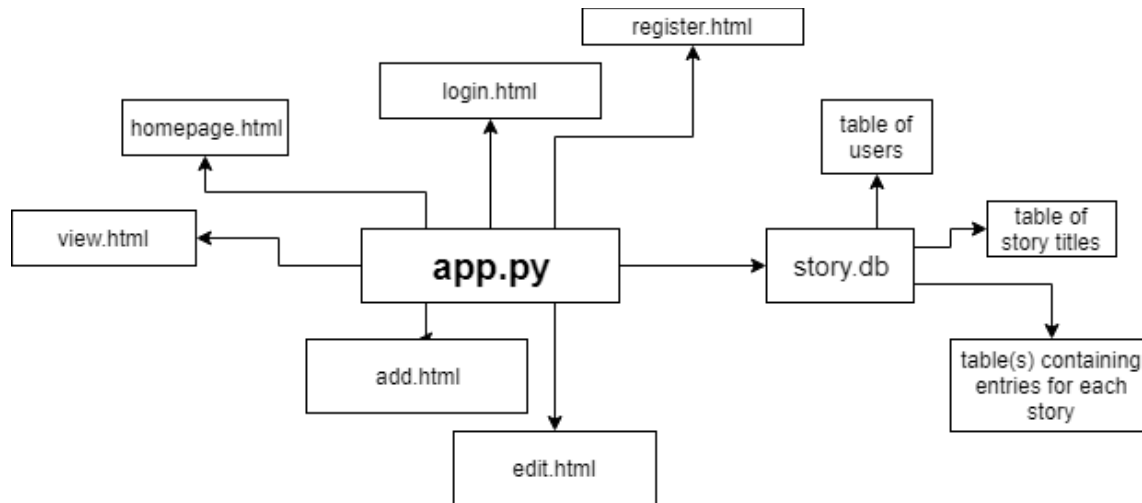 register.html
login.html
homepage.html
table of
users
view.html
table of
story titles
app.py
story.db
add.html
table(s) containing
entries for each
story
edit.html